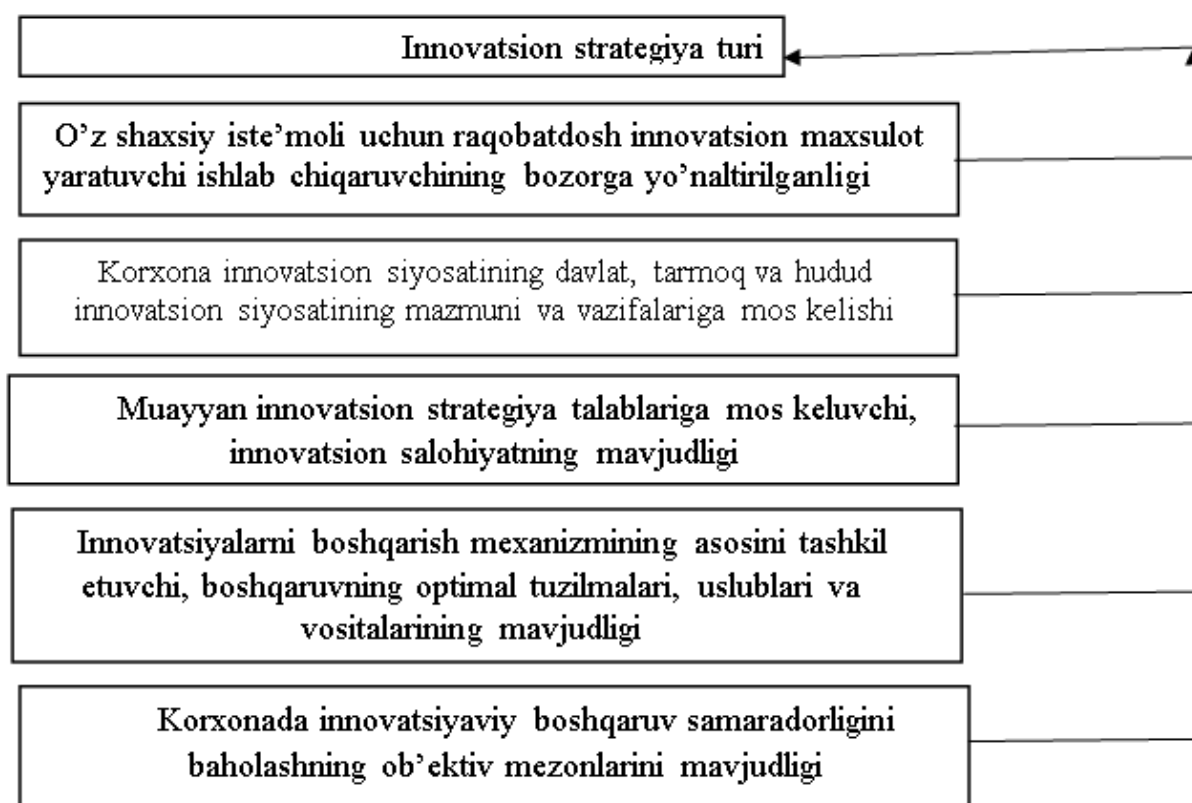 Innovatsion strategiya turi
O’z shaxsiy iste’moli uchun raqobatdosh innovatsion maxsulot
yaratuvchi ishlab chiqaruvchining bozorga yo’naltirilganligi
Korxona innovatsion siyosatining davlat, tarmoq va hudud
innovatsion siyosatining mazmuni va vazifalariga mos kelishi
Muayyan innovatsion strategiya talablariga mos keluvchi,
innovatsion salohiyatning mavjudligi
Innovatsiyalarni boshqarish mexanizmining asosini tashkil
etuvchi, boshqaruvning optimal tuzilmalari, uslublari va
vositalarining mavjudligi
Korxonada innovatsiyaviy boshqaruv samaradorligini
baholashning ob’ektiv mezonlarini mavjudligi